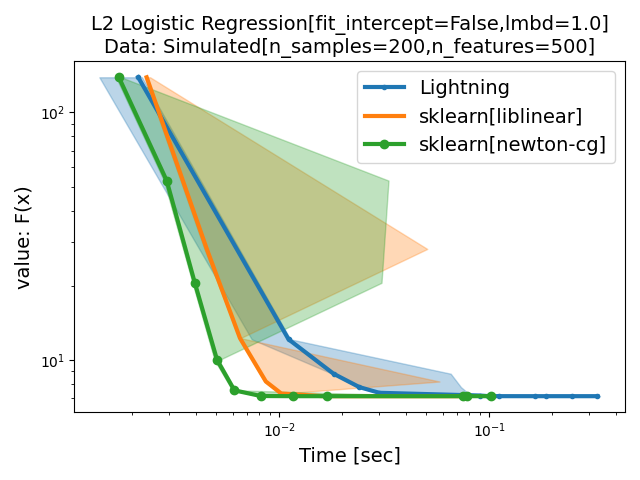 L2 Logistic Regression[fit_intercept=False,lmbd=1.0]
Data: Simulated[n_samples=200,n_features=500]
Lightning
sklearn[liblinear]
sklearn[newton-cg]
value: F(x)
10²
10¹
10⁻²
10⁻¹
Time [sec]